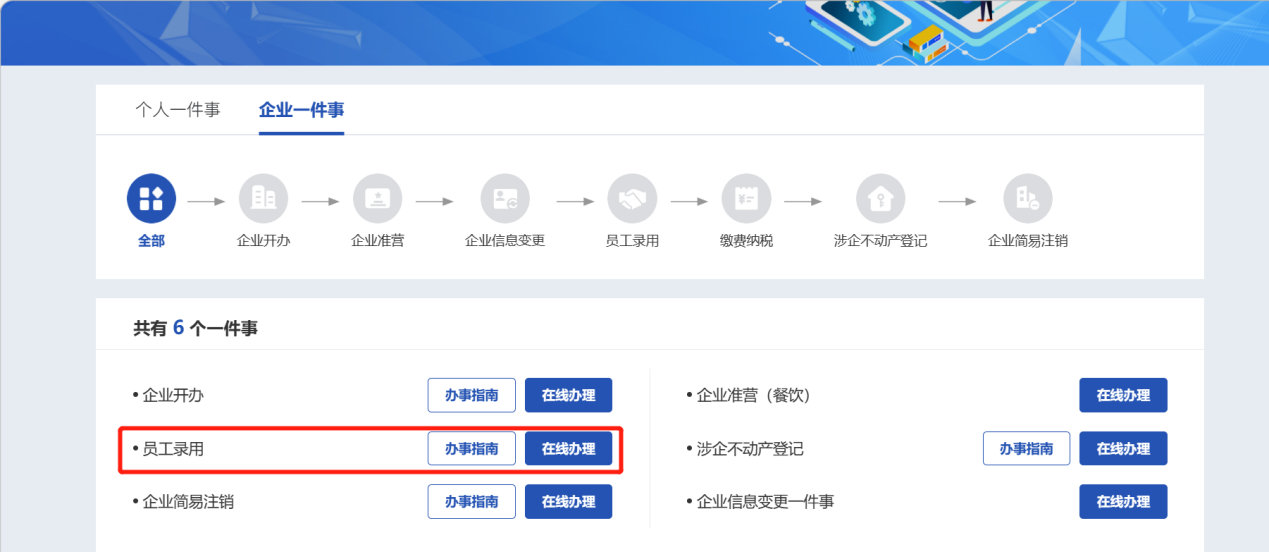 个人一件事 企业一件事
全部 企业开办 企业准营 企业信息变更 员工录用 缴费纳税 涉企不动产登记 企业简易注销
共有 6 个一件事
• 企业开办 办事指南 在线办理 • 企业准营（餐饮） 在线办理
• 员工录用 办事指南 在线办理 • 涉企不动产登记 办事指南 在线办理
• 企业简易注销 办事指南 在线办理 • 企业信息变更一件事 在线办理